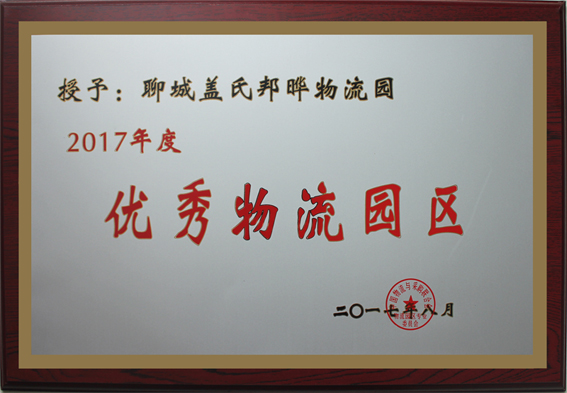 授予：聊城盖氏邦晔物流园
2017年度
优秀物流园区
二〇一七年八月